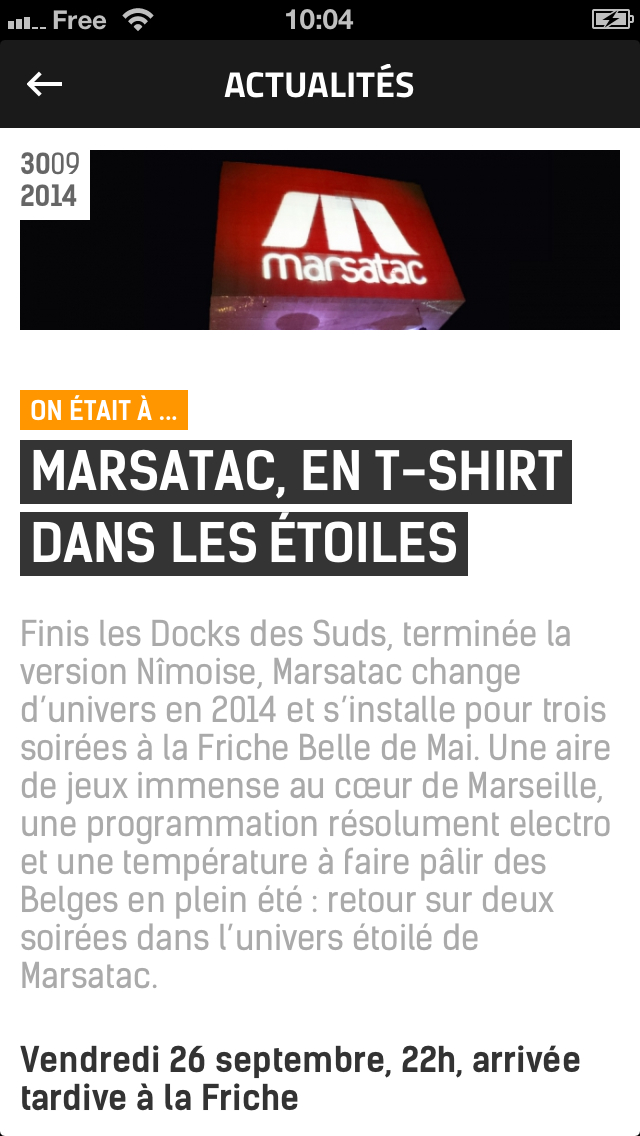 Free 10:04
ACTUALITÉS
3009
2014
marsatac
ON ÉTAIT À ...
MARSATAC, EN T-SHIRT
DANS LES ÉTOILES
Finis les Docks des Suds, terminée la
version Nîmoise, Marsatac change
d'univers en 2014 et s'installe pour trois
soirées à la Friche Belle de Mai. Une aire
de jeux immense au cœur de Marseille,
une programmation résolument electro
et une température à faire pâlir des
Belges en plein été : retour sur deux
soirées dans l'univers étoilé de
Marsatac.
Vendredi 26 septembre, 22h, arrivée
tardive à la Friche